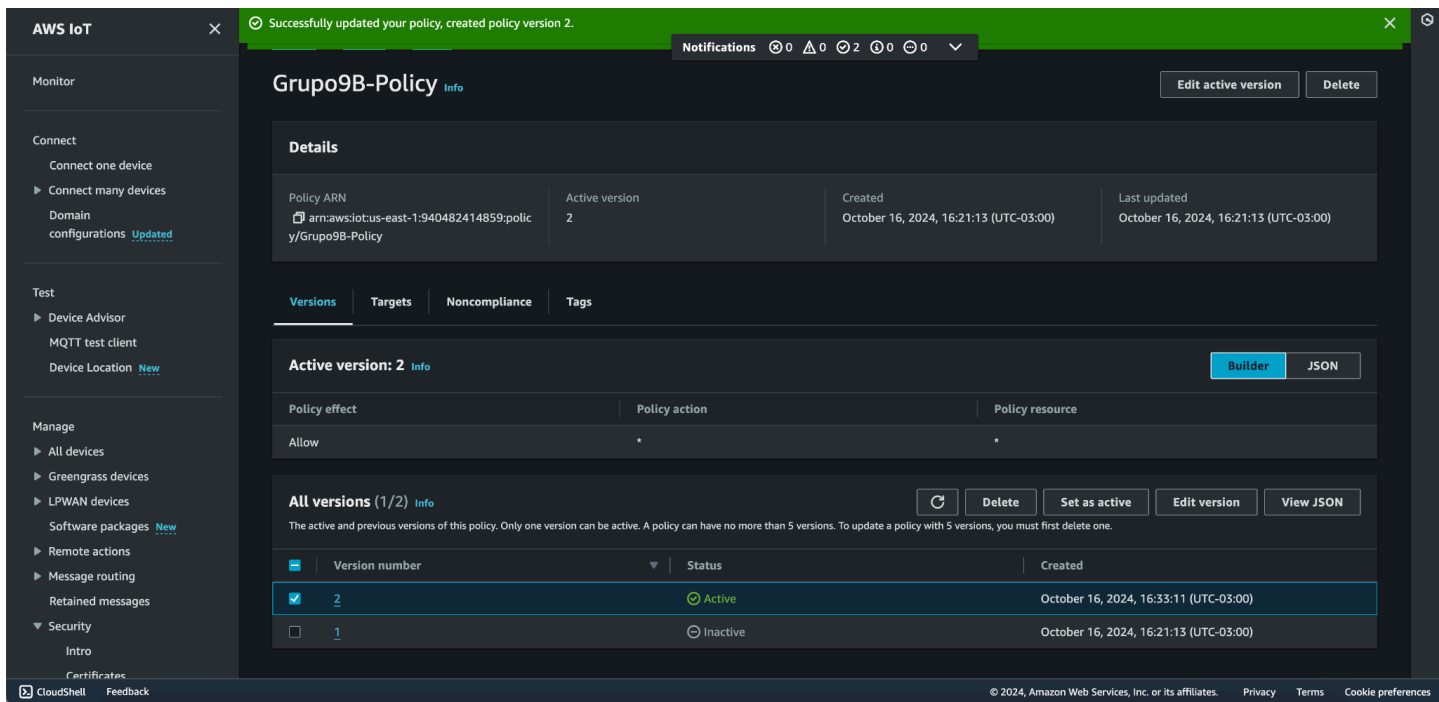 AWS IoT
Successfully updated your policy, created policy version 2.
Notifications 0 0 2 0 0
Monitor
Connect
Connect one device
Connect many devices
Domain
configurations Updated
Test
Device Advisor
MQTT test client
Device Location New
Manage
All devices
Greengrass devices
LPWAN devices
Software packages New
Remote actions
Message routing
Retained messages
Security
Intro
Certificates
Grupo9B-Policy Info
Edit active version
Delete
Details
Policy ARN
arn:aws:iot:us-east-1:940482414859:polic
y/Grupo9B-Policy
Active version
2
Created
October 16, 2024, 16:21:13 (UTC-03:00)
Last updated
October 16, 2024, 16:21:13 (UTC-03:00)
Versions Targets Noncompliance Tags
Active version: 2 Info
Builder JSON
Policy effect Policy action Policy resource
Allow * *
All versions (1/2) Info
Delete Set as active Edit version View JSON
The active and previous versions of this policy. Only one version can be active. A policy can have no more than 5 versions. To update a policy with 5 versions, you must first delete one.
Version number Status Created
2 Active October 16, 2024, 16:33:11 (UTC-03:00)
1 Inactive October 16, 2024, 16:21:13 (UTC-03:00)
CloudShell Feedback
© 2024, Amazon Web Services, Inc. or its affiliates. Privacy Terms Cookie preferences